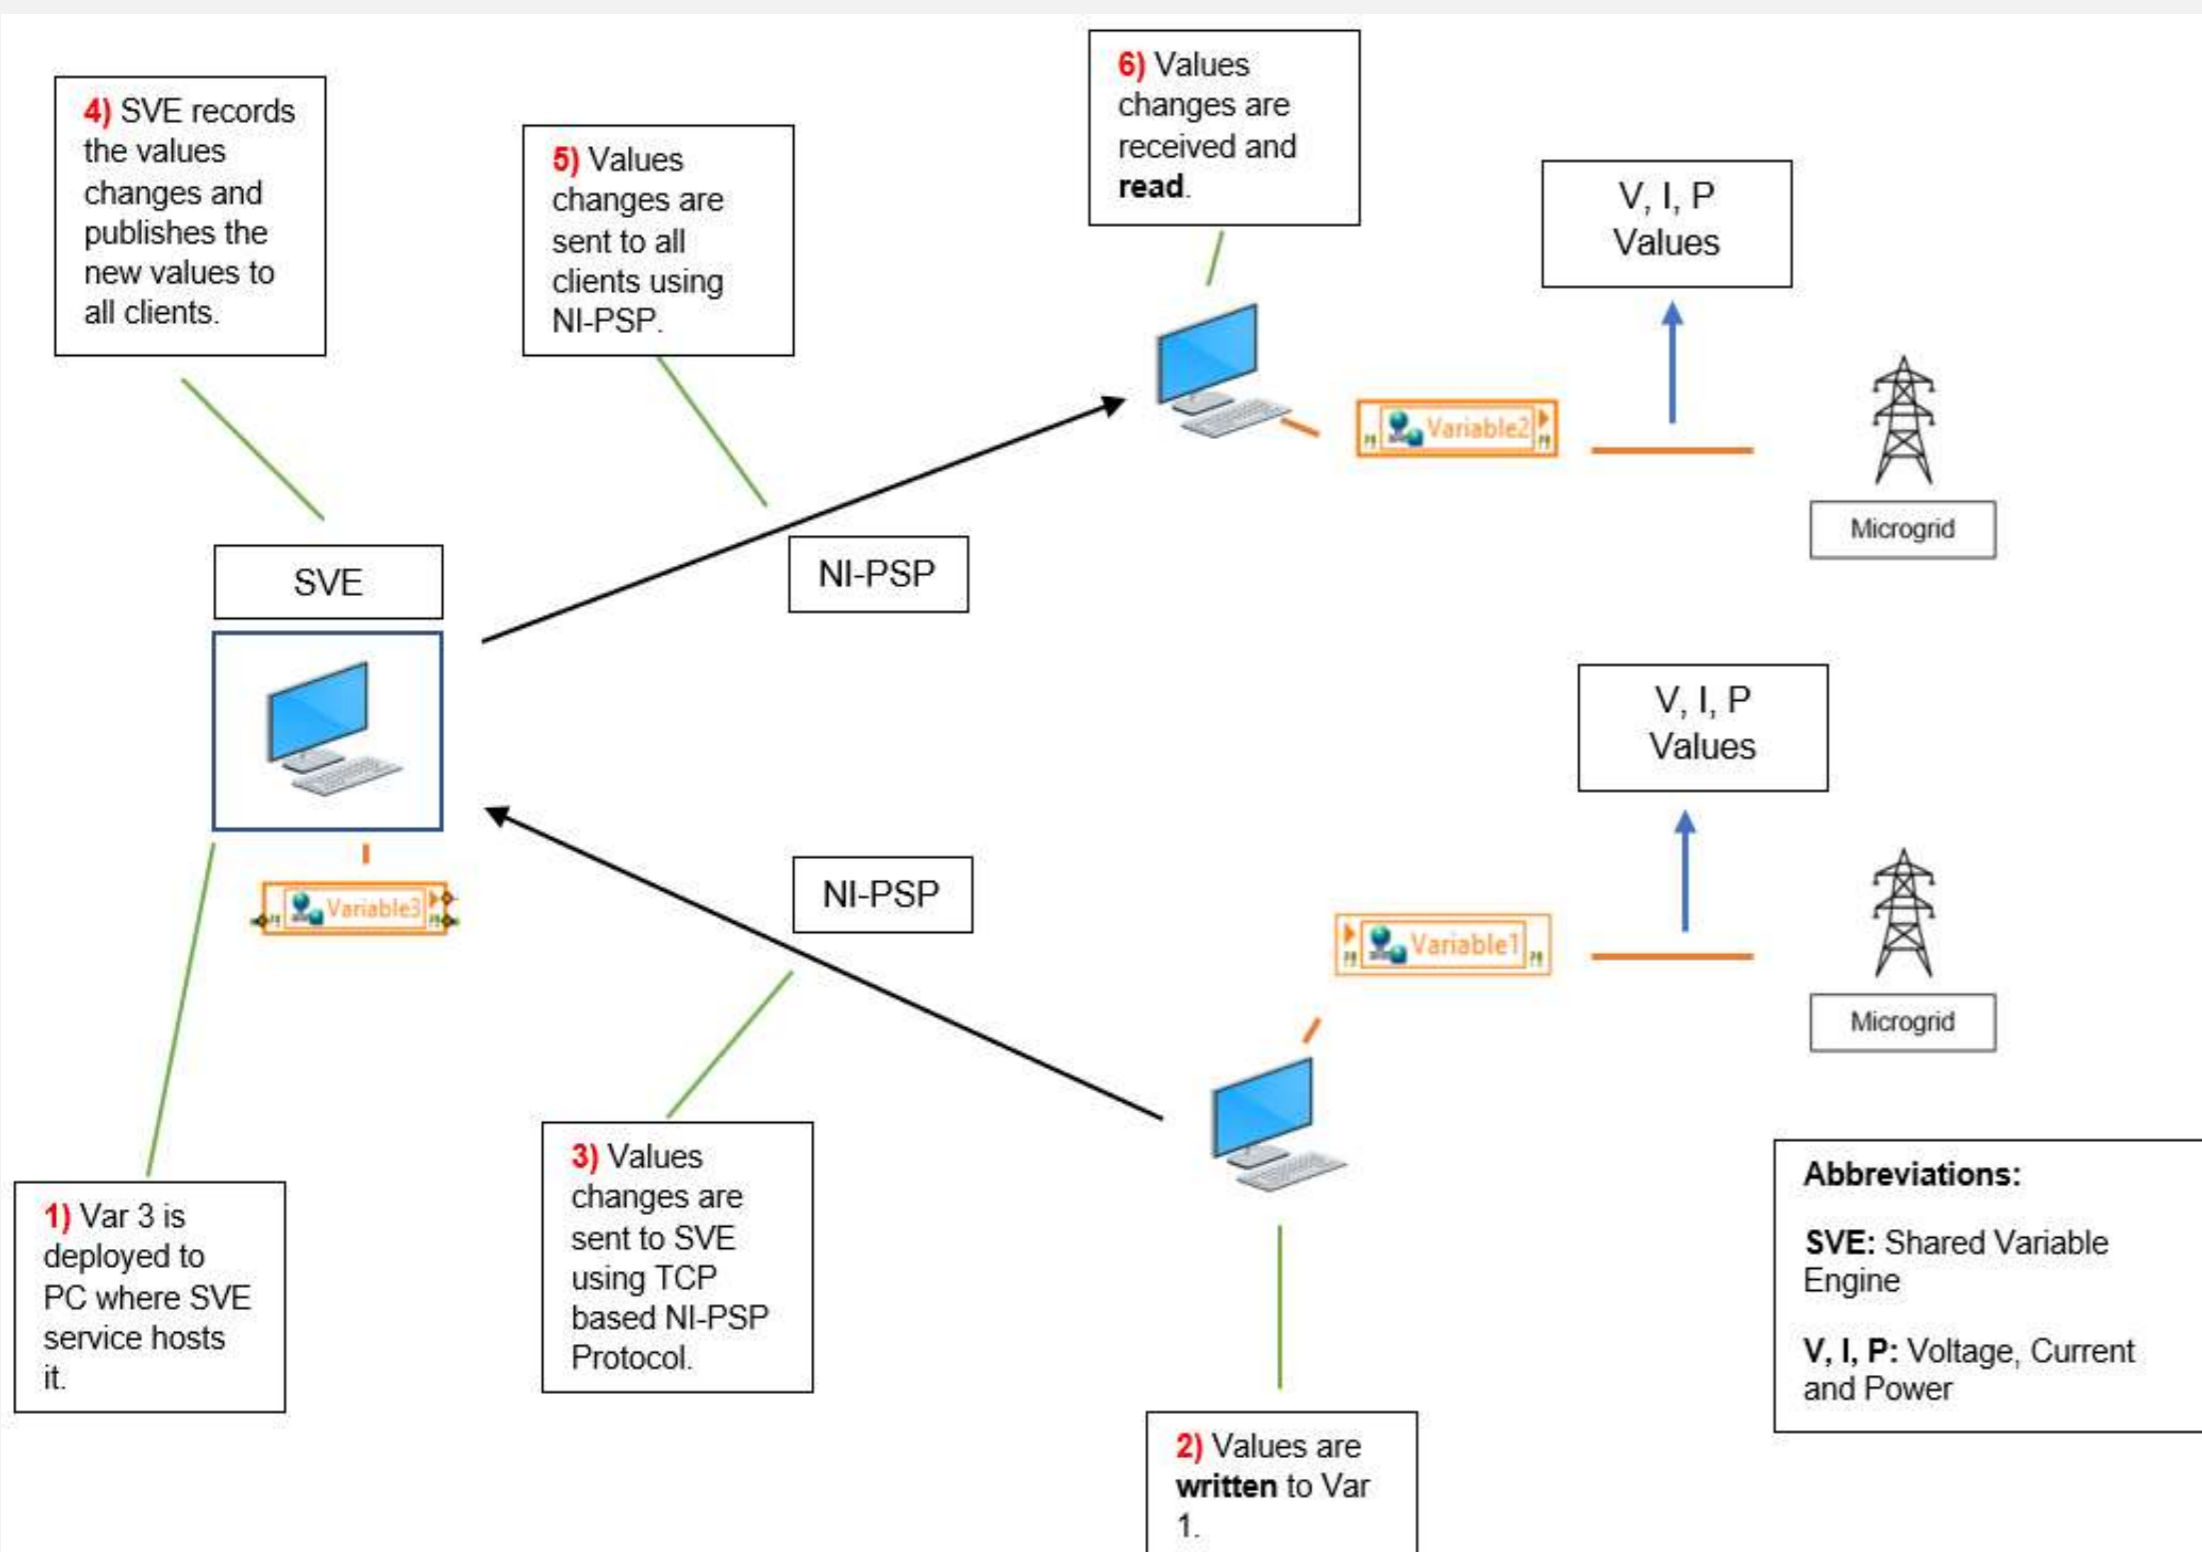 4) SVE records
the values
changes and
publishes the
new values to
all clients.
5) Values
changes are
sent to all
clients using
NI-PSP.
6) Values
changes are
received and
read.
V, I, P
Values
Variable2
Microgrid
SVE
NI-PSP
V, I, P
Values
Variable3
NI-PSP
Variable1
Microgrid
1) Var 3 is
deployed to
PC where SVE
service hosts
it.
3) Values
changes are
sent to SVE
using TCP
based NI-PSP
Protocol.
2) Values are
written to Var
1.
Abbreviations:
SVE: Shared Variable
Engine
V, I, P: Voltage, Current
and Power